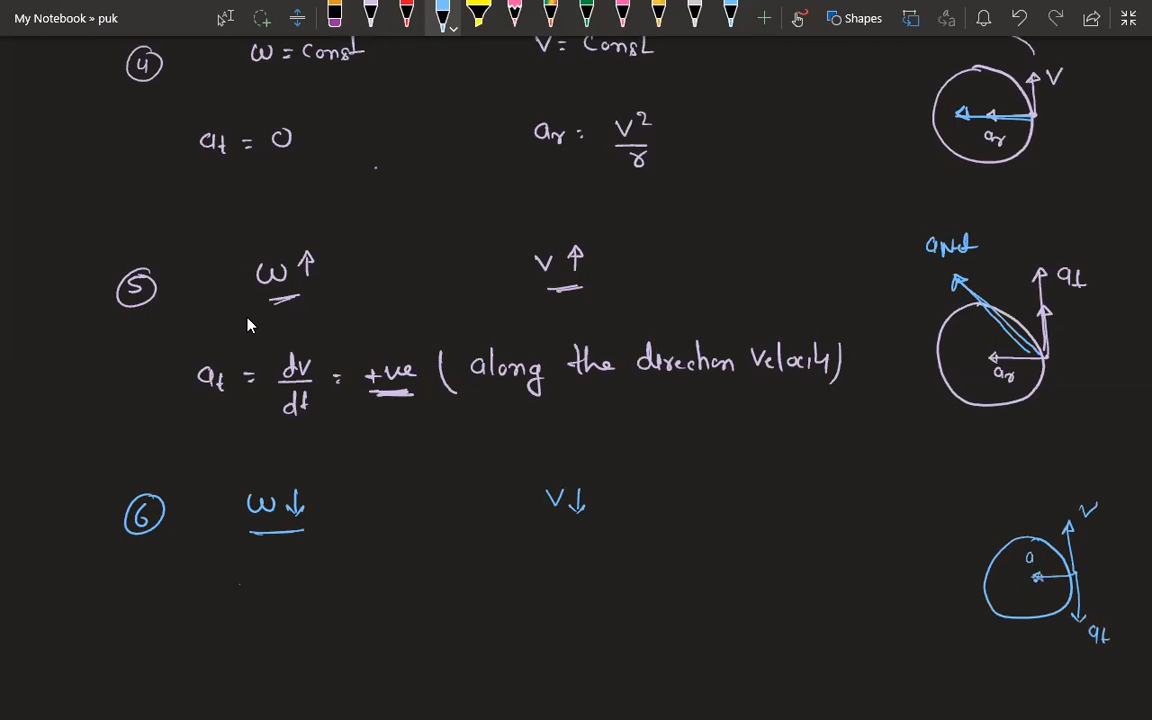 My Notebook » puk
Shapes
4 ω = Const V = Const
V
at = 0 ar = v²/r
ar
anet
5 ω↑ v↑
at
at = dv/dt = +ve ( along the direction velocity)
ar
6 ω↓ v↓
v
a
at